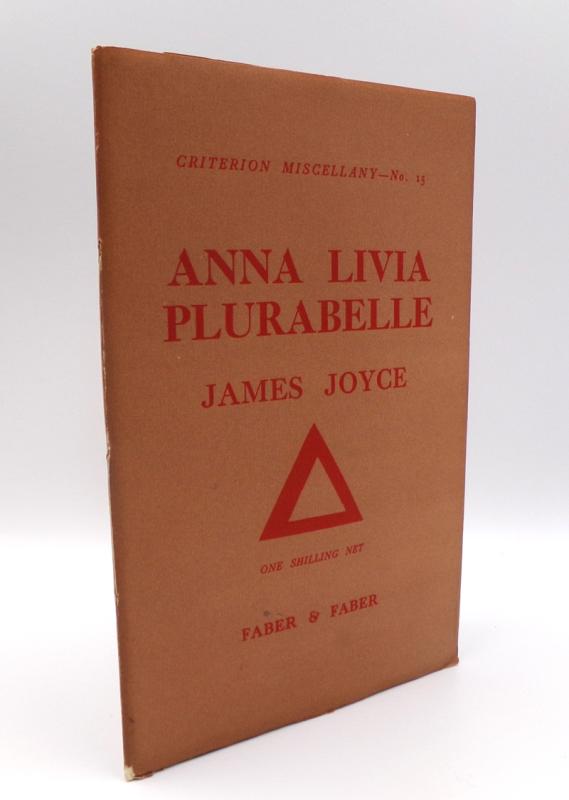 CRITERION MISCELLANY—No. 15
ANNA LIVIA
PLURABELLE
JAMES JOYCE
ONE SHILLING NET
FABER & FABER